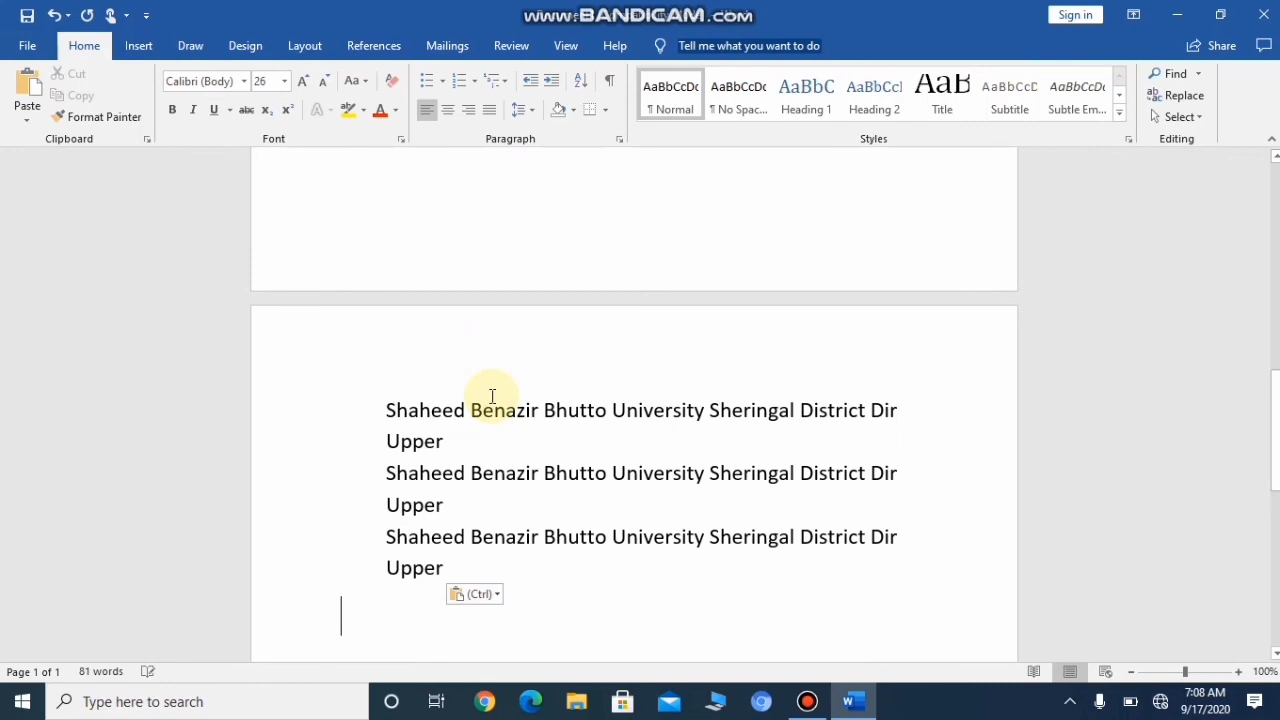 www.BANDICAM.com
Sign in
File Home Insert Draw Design Layout References Mailings Review View Help Tell me what you want to do Share
Paste
Cut
Copy
Format Painter
Clipboard
Calibri (Body) 26
Font
Paragraph
AaBbCcDc AaBbCcDc AaBbC AaBbCcI AaB AaBbCcD AaBbCcDc
¶ Normal ¶ No Spac... Heading 1 Heading 2 Title Subtitle Subtle Em...
Styles
Find
Replace
Select
Editing
Shaheed Benazir Bhutto University Sheringal District Dir
Upper
Shaheed Benazir Bhutto University Sheringal District Dir
Upper
Shaheed Benazir Bhutto University Sheringal District Dir
Upper
(Ctrl)
Page 1 of 1 81 words 100%
Type here to search
7:08 AM
9/17/2020